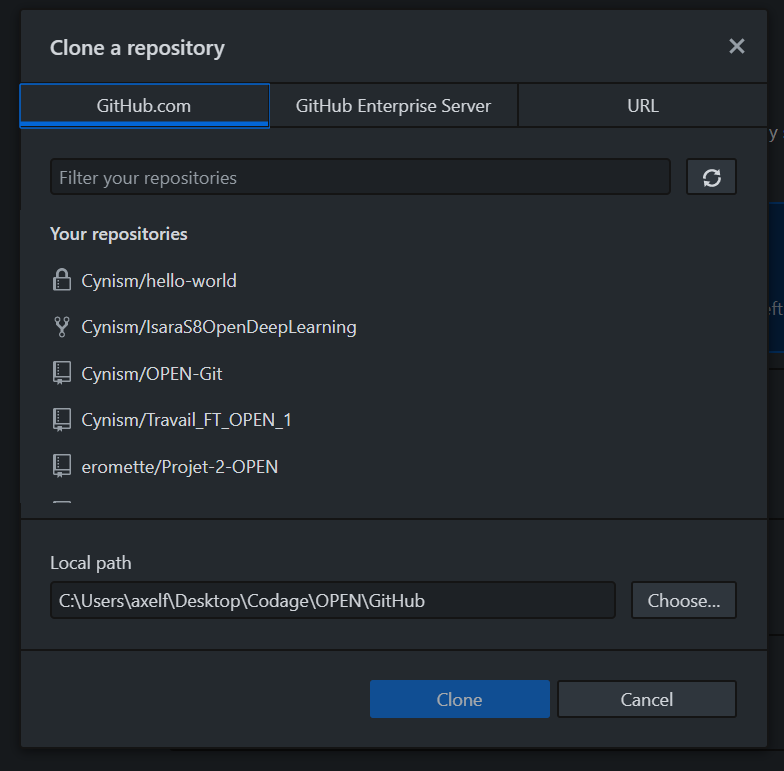 Clone a repository
GitHub.com
GitHub Enterprise Server
URL
Filter your repositories
Your repositories
Cynism/hello-world
Cynism/IsaraS8OpenDeepLearning
Cynism/OPEN-Git
Cynism/Travail_FT_OPEN_1
eromette/Projet-2-OPEN
Local path
C:\Users\axelf\Desktop\Codage\OPEN\GitHub
Choose...
Clone
Cancel